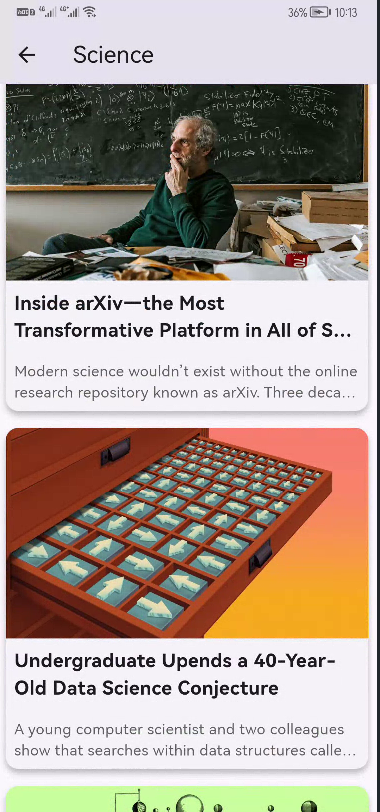 36% 10:13
Science
Inside arXiv—the Most
Transformative Platform in All of S...
Modern science wouldn't exist without the online
research repository known as arXiv. Three deca...
Undergraduate Upends a 40-Year-
Old Data Science Conjecture
A young computer scientist and two colleagues
show that searches within data structures calle...